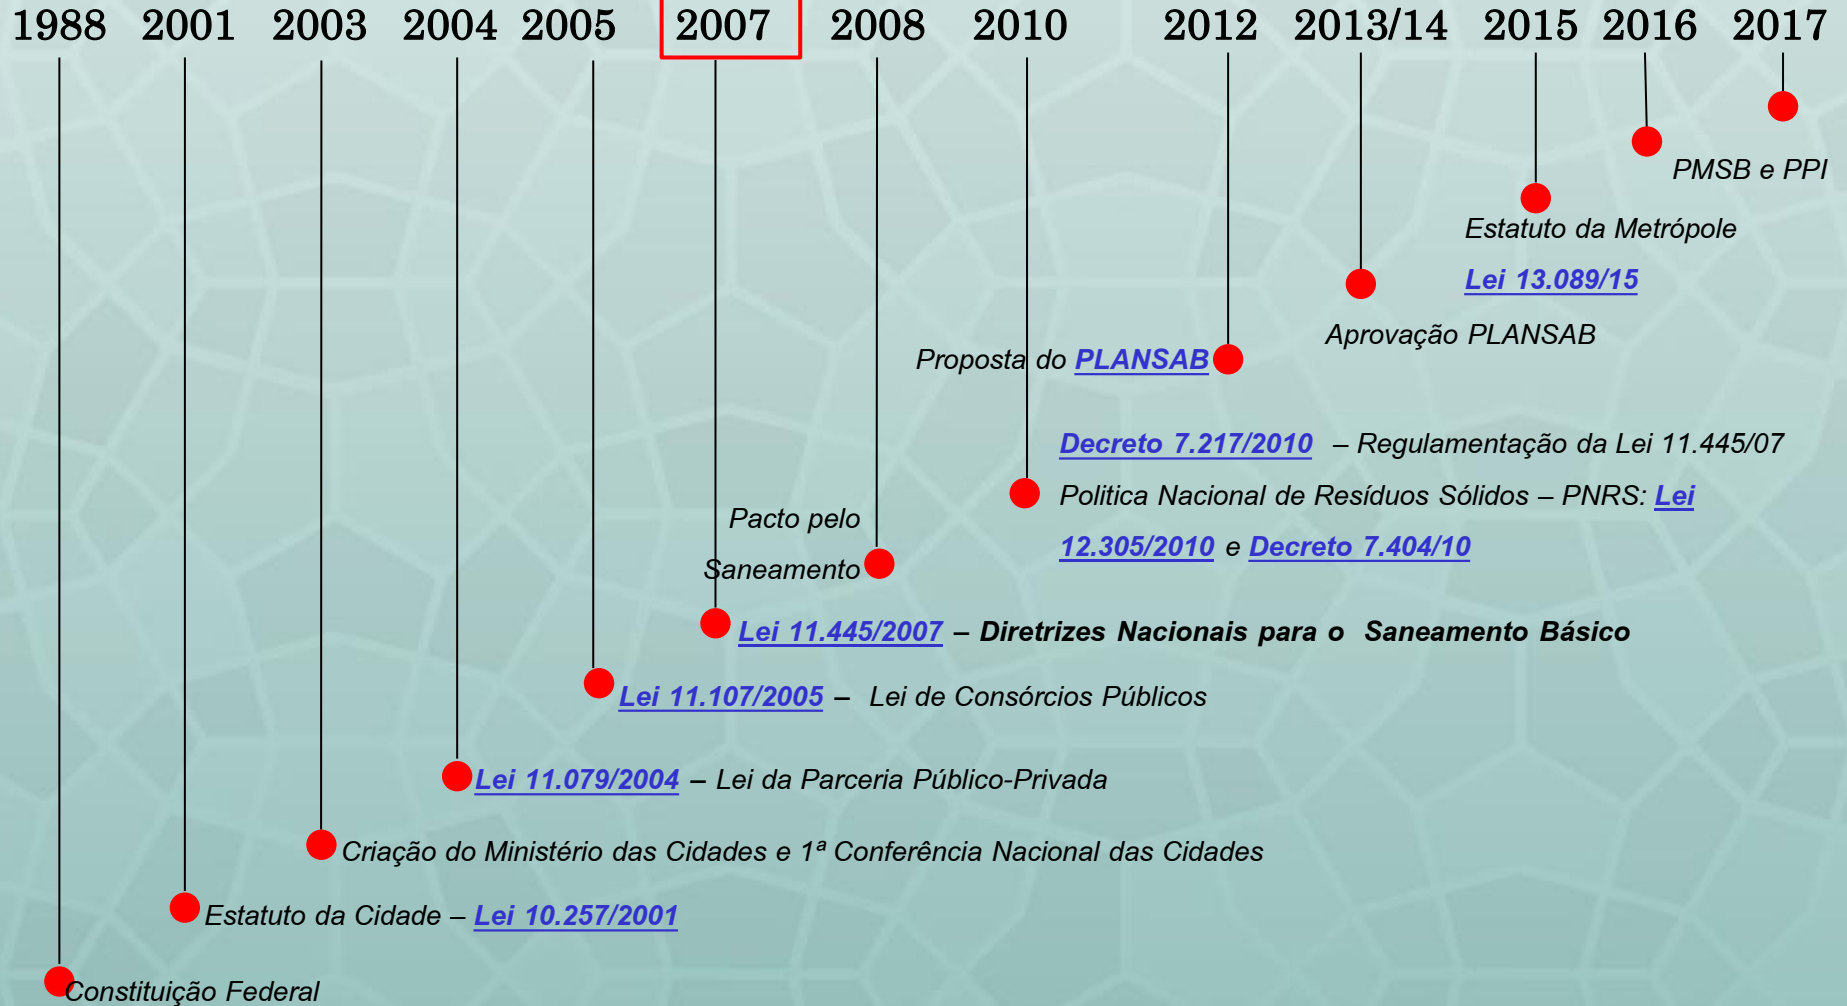 1988 2001 2003 2004 2005 2007 2008 2010 2012 2013/14 2015 2016 2017
PMSB e PPI
Estatuto da Metrópole
Lei 13.089/15
Aprovação PLANSAB
Proposta do PLANSAB
Decreto 7.217/2010 – Regulamentação da Lei 11.445/07
Politica Nacional de Resíduos Sólidos – PNRS: Lei
12.305/2010 e Decreto 7.404/10
Pacto pelo
Saneamento
Lei 11.445/2007 – Diretrizes Nacionais para o Saneamento Básico
Lei 11.107/2005 – Lei de Consórcios Públicos
Lei 11.079/2004 – Lei da Parceria Público-Privada
Criação do Ministério das Cidades e 1ª Conferência Nacional das Cidades
Estatuto da Cidade – Lei 10.257/2001
Constituição Federal